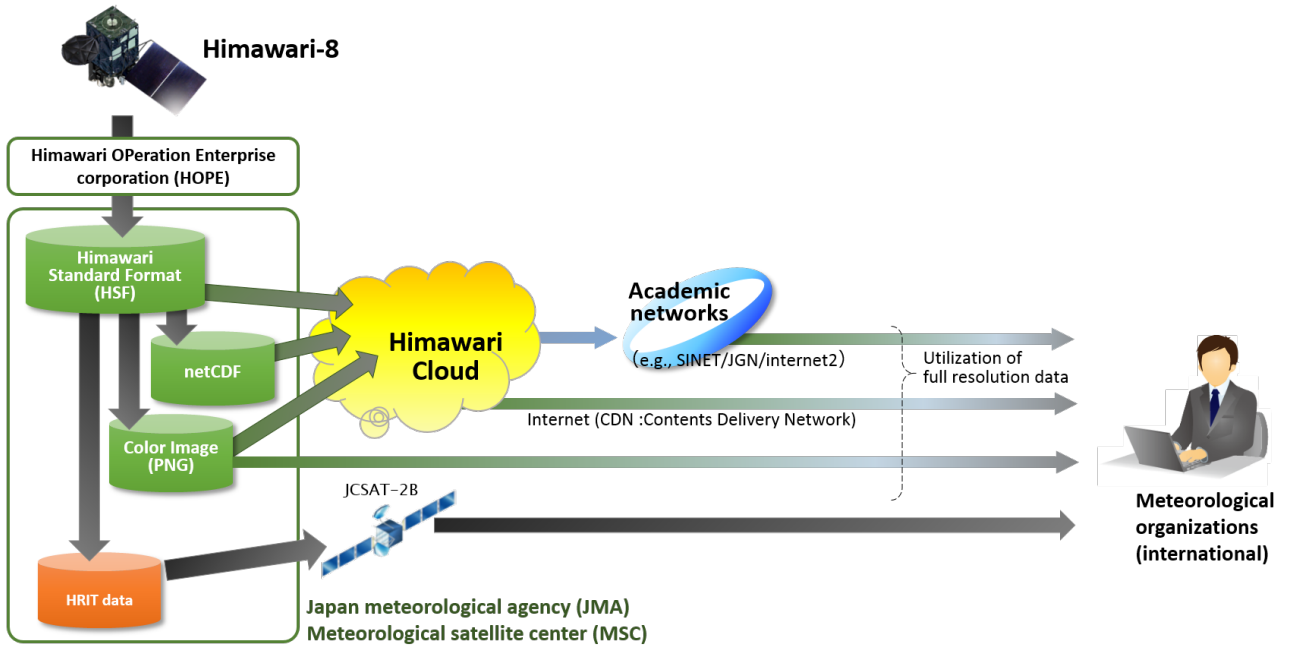 Himawari-8
Himawari OPeration Enterprise
corporation (HOPE)
Himawari
Standard Format
(HSF)
netCDF
Color Image
(PNG)
HRIT data
Himawari
Cloud
Academic
networks
(e.g., SINET/JGN/internet2)
Utilization of
full resolution data
Internet (CDN :Contents Delivery Network)
JCSAT-2B
Meteorological
organizations
(international)
Japan meteorological agency (JMA)
Meteorological satellite center (MSC)